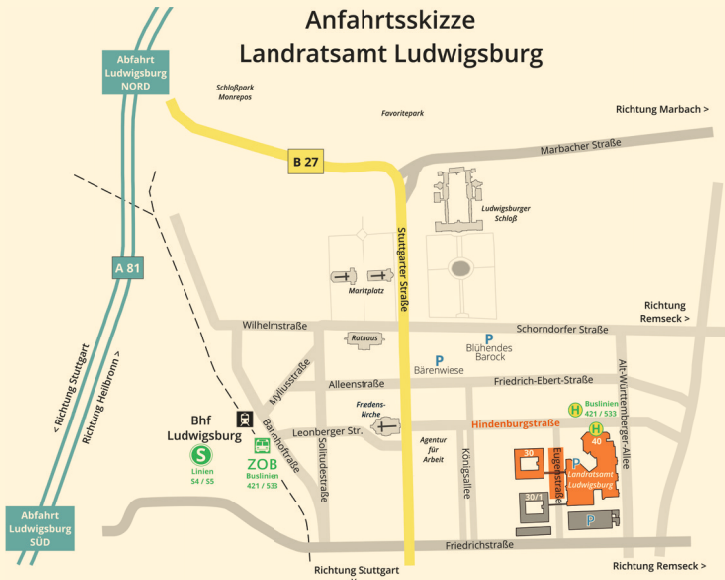 Anfahrtsskizze
Landratsamt Ludwigsburg
Abfahrt
Ludwigsburg
NORD
Schloßpark
Monrepos
Favoritepark
Richtung Marbach >
B 27
Marbacher Straße
Ludwigsburger
Schloß
Stuttgarter Straße
A 81
Maritplatz
Richtung
Remseck >
Wilhelmstraße
Schorndorfer Straße
Ratuuus
P
Blühendes
Barock
P
Bärenwiese
< Richtung Stuttgart
Richtung Heilbronn >
Myliusstraße
Alleenstraße
Friedrich-Ebert-Straße
Alt-Württemberger-Allee
Fredens-
kirche
H
Buslinien
421 / 533
Bhf
Ludwigsburg
Bahnhofstraße
Leonberger Str.
Hindenburgstraße
H
40
S
Linien
S4 / S5
ZOB
Buslinien
421 / 533
Solitudestraße
Agentur
für
Arbeit
Königsallee
30
Eugenstraße
P
Landratsamt
Ludwigsburg
30/1
P
Abfahrt
Ludwigsburg
SÜD
Friedrichstraße
Richtung Stuttgart
Richtung Remseck >